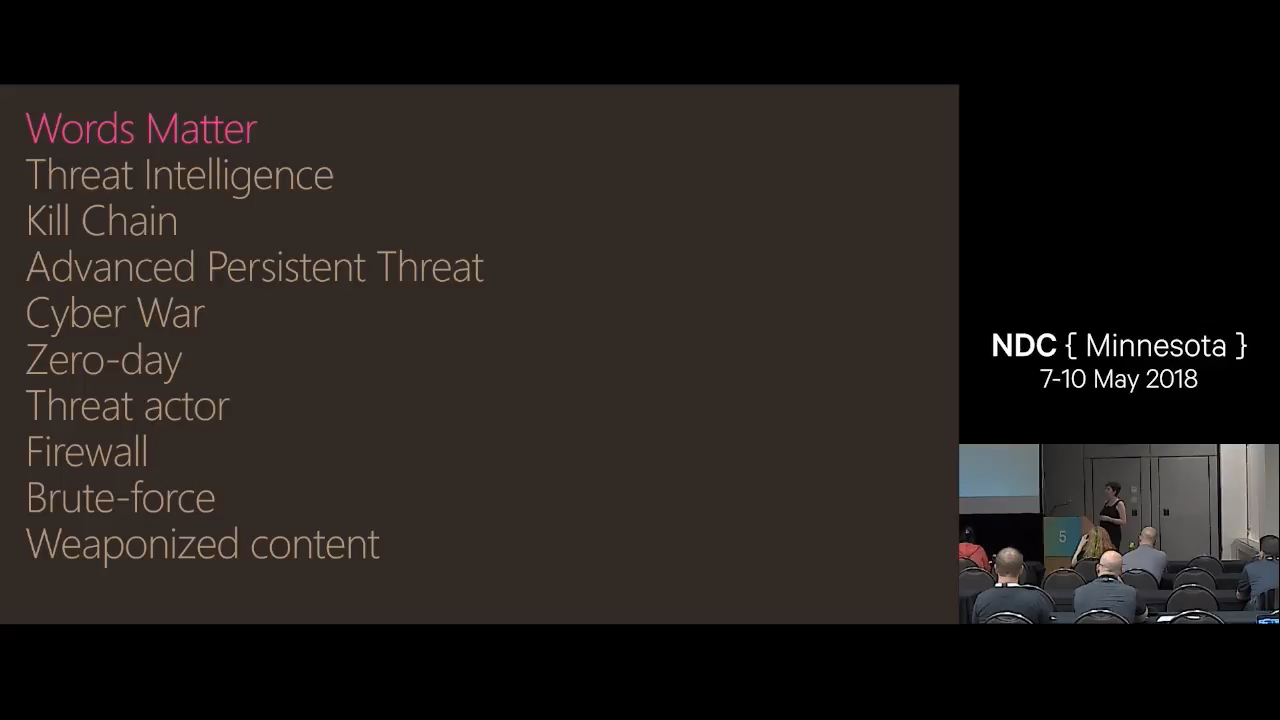 Words Matter
Threat Intelligence
Kill Chain
Advanced Persistent Threat
Cyber War
Zero-day
Threat actor
Firewall
Brute-force
Weaponized content
NDC { Minnesota }
7-10 May 2018
5